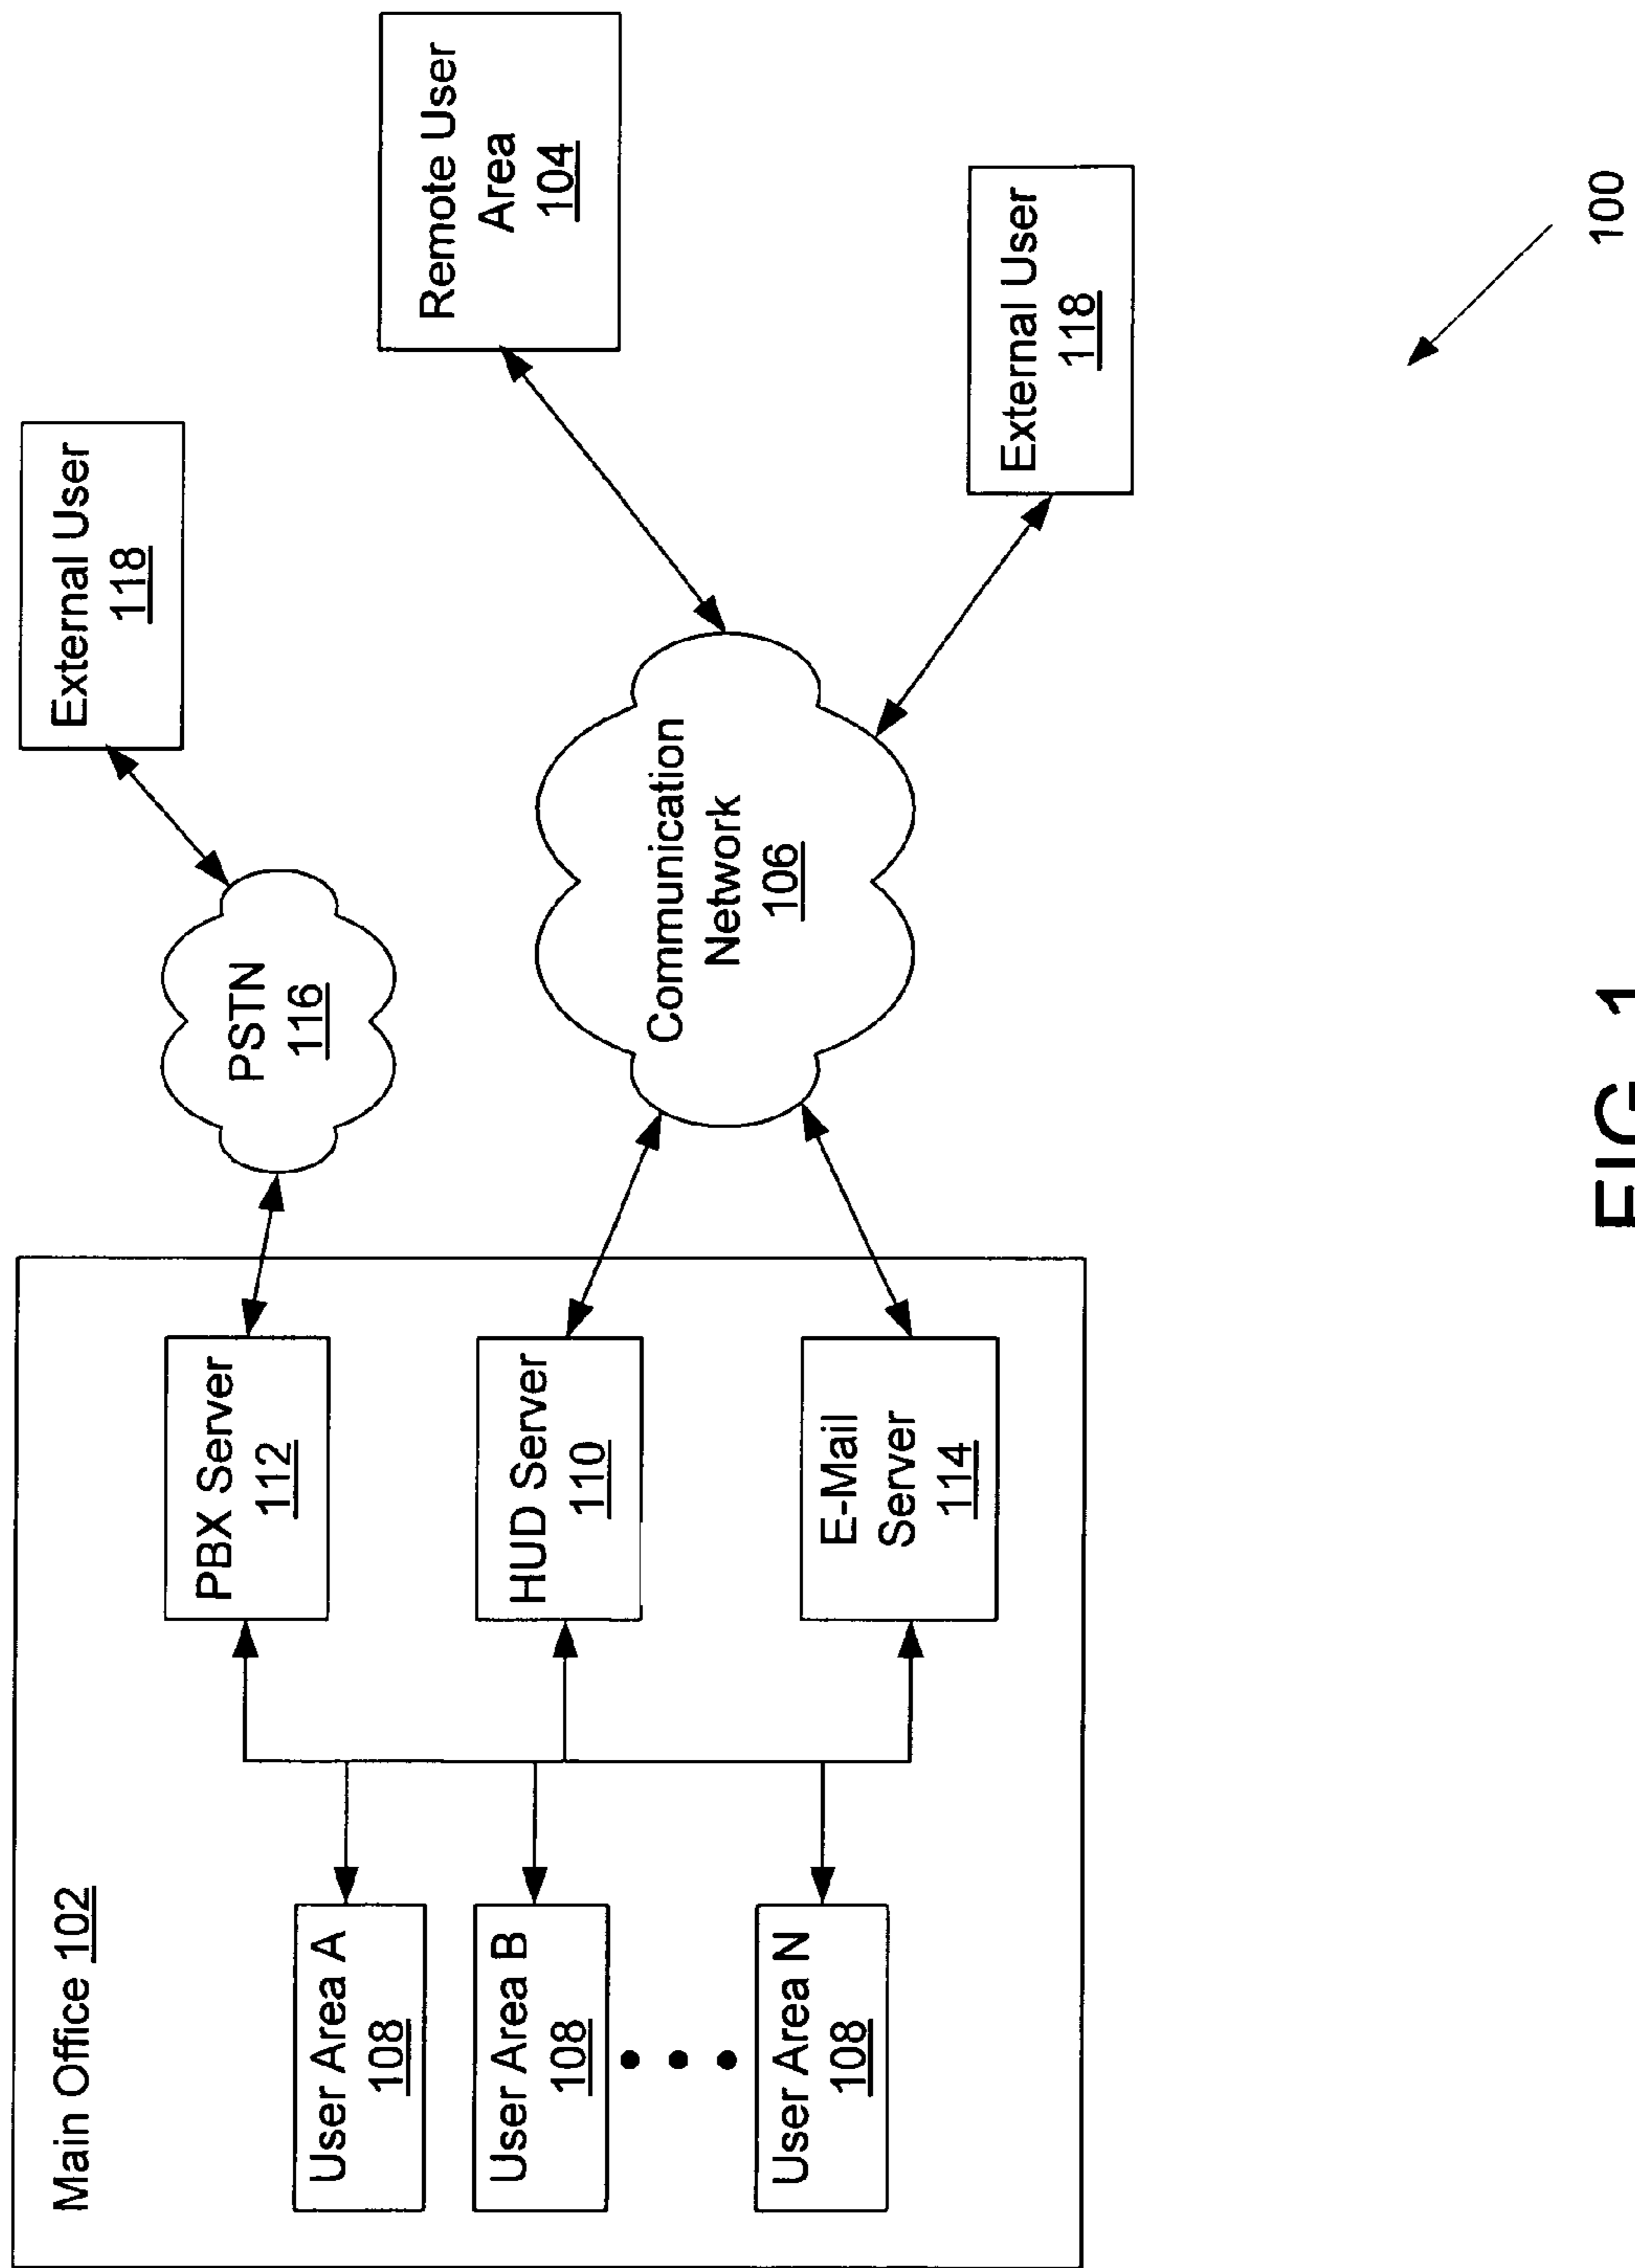 Main Office 102
User Area A
108
User Area B
108
User Area N
108
PBX Server
112
HUD Server
110
E-Mail
Server
114
PSTN
116
Communication
Network
106
External User
118
Remote User
Area
104
External User
118
100
FIG. 1